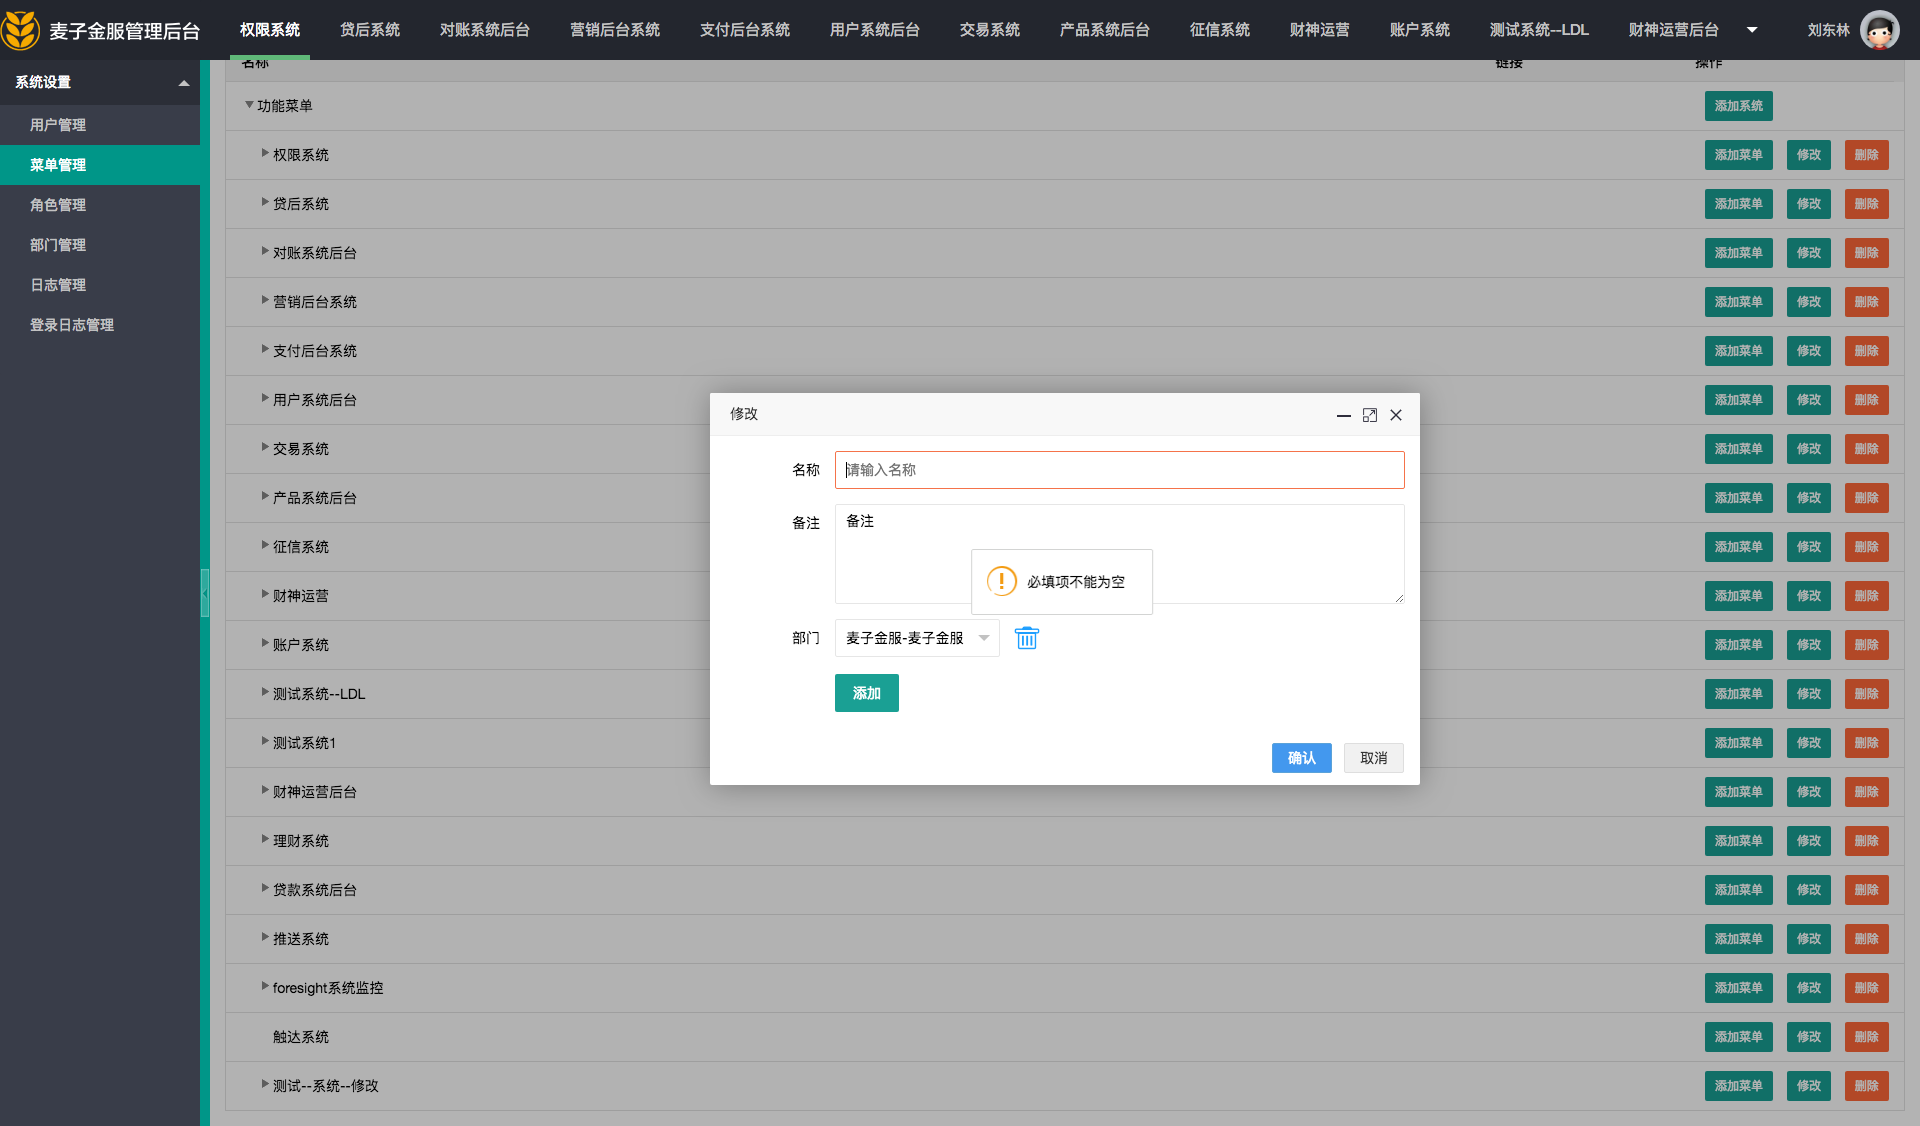 麦子金服管理后台 权限系统 贷后系统 对账系统后台 营销后台系统 支付后台系统 用户系统后台 交易系统 产品系统后台 征信系统 财神运营 账户系统 测试系统--LDL 财神运营后台 刘东林
系统设置
用户管理
菜单管理
角色管理
部门管理
日志管理
登录日志管理
名称 链接 操作
功能菜单 添加系统
权限系统 添加菜单 修改 删除
贷后系统 添加菜单 修改 删除
对账系统后台 添加菜单 修改 删除
营销后台系统 添加菜单 修改 删除
支付后台系统 添加菜单 修改 删除
用户系统后台 添加菜单 修改 删除
交易系统 添加菜单 修改 删除
产品系统后台 添加菜单 修改 删除
征信系统 添加菜单 修改 删除
财神运营 添加菜单 修改 删除
账户系统 添加菜单 修改 删除
测试系统--LDL 添加菜单 修改 删除
测试系统1 添加菜单 修改 删除
财神运营后台 添加菜单 修改 删除
理财系统 添加菜单 修改 删除
贷款系统后台 添加菜单 修改 删除
推送系统 添加菜单 修改 删除
foresight系统监控 添加菜单 修改 删除
触达系统 添加菜单 修改 删除
测试--系统--修改 添加菜单 修改 删除
修改
名称 请输入名称
备注 备注
必填项不能为空
部门 麦子金服-麦子金服
添加
确认 取消